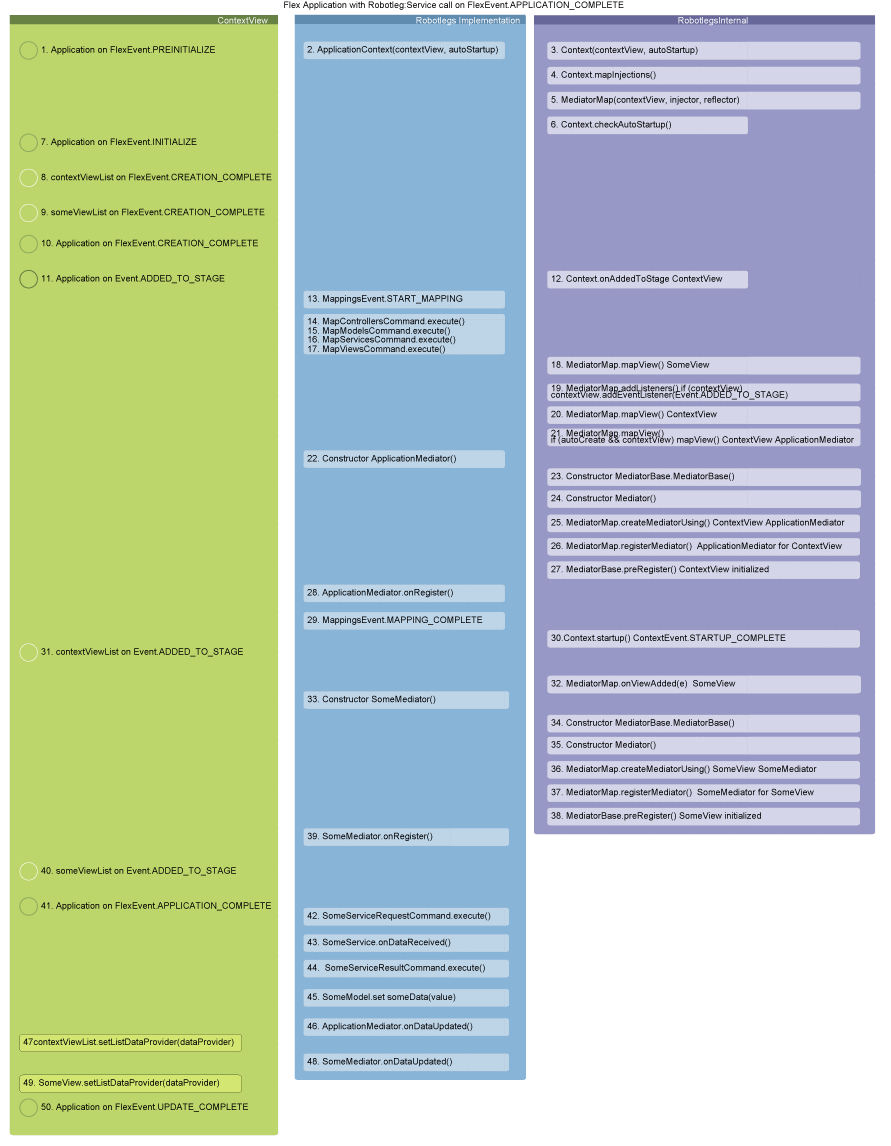 Flex Application with Robotleg:Service call on FlexEvent.APPLICATION_COMPLETE
ContextView
1. Application on FlexEvent.PREINITIALIZE
7. Application on FlexEvent.INITIALIZE
8. contextViewList on FlexEvent.CREATION_COMPLETE
9. someViewList on FlexEvent.CREATION_COMPLETE
10. Application on FlexEvent.CREATION_COMPLETE
11. Application on Event.ADDED_TO_STAGE
31. contextViewList on Event.ADDED_TO_STAGE
40. someViewList on Event.ADDED_TO_STAGE
41. Application on FlexEvent.APPLICATION_COMPLETE
47contextViewList.setListDataProvider(dataProvider)
49. SomeView.setListDataProvider(dataProvider)
50. Application on FlexEvent.UPDATE_COMPLETE
Robotlegs Implementation
2. ApplicationContext(contextView, autoStartup)
13. MappingsEvent.START_MAPPING
14. MapControllersCommand.execute()
15. MapModelsCommand.execute()
16. MapServicesCommand.execute()
17. MapViewsCommand.execute()
22. Constructor ApplicationMediator()
28. ApplicationMediator.onRegister()
29. MappingsEvent.MAPPING_COMPLETE
33. Constructor SomeMediator()
39. SomeMediator.onRegister()
42. SomeServiceRequestCommand.execute()
43. SomeService.onDataReceived()
44. SomeServiceResultCommand.execute()
45. SomeModel.set someData(value)
46. ApplicationMediator.onDataUpdated()
48. SomeMediator.onDataUpdated()
RobotlegsInternal
3. Context(contextView, autoStartup)
4. Context.mapInjections()
5. MediatorMap(contextView, injector, reflector)
6. Context.checkAutoStartup()
12. Context.onAddedToStage ContextView
18. MediatorMap.mapView() SomeView
19. MediatorMap.addListeners() if (contextView)
contextView.addEventListener(Event.ADDED_TO_STAGE)
20. MediatorMap.mapView() ContextView
21. MediatorMap.mapView()
if (autoCreate && contextView) mapView() ContextView ApplicationMediator
23. Constructor MediatorBase.MediatorBase()
24. Constructor Mediator()
25. MediatorMap.createMediatorUsing() ContextView ApplicationMediator
26. MediatorMap.registerMediator() ApplicationMediator for ContextView
27. MediatorBase.preRegister() ContextView initialized
30.Context.startup() ContextEvent.STARTUP_COMPLETE
32. MediatorMap.onViewAdded(e) SomeView
34. Constructor MediatorBase.MediatorBase()
35. Constructor Mediator()
36. MediatorMap.createMediatorUsing() SomeView SomeMediator
37. MediatorMap.registerMediator() SomeMediator for SomeView
38. MediatorBase.preRegister() SomeView initialized